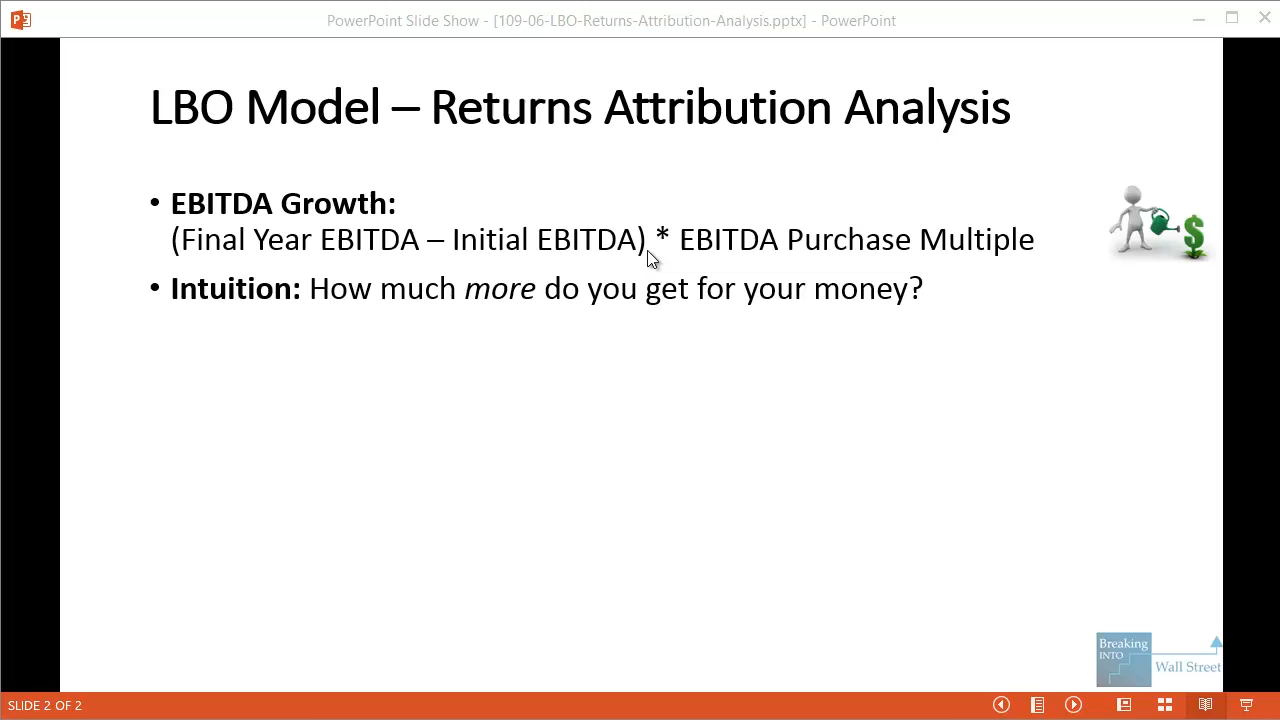 PowerPoint Slide Show - [109-06-LBO-Returns-Attribution-Analysis.pptx] - PowerPoint
LBO Model – Returns Attribution Analysis
• EBITDA Growth:
(Final Year EBITDA – Initial EBITDA) * EBITDA Purchase Multiple
• Intuition: How much more do you get for your money?
$
Breaking
INTO
Wall Street
SLIDE 2 OF 2